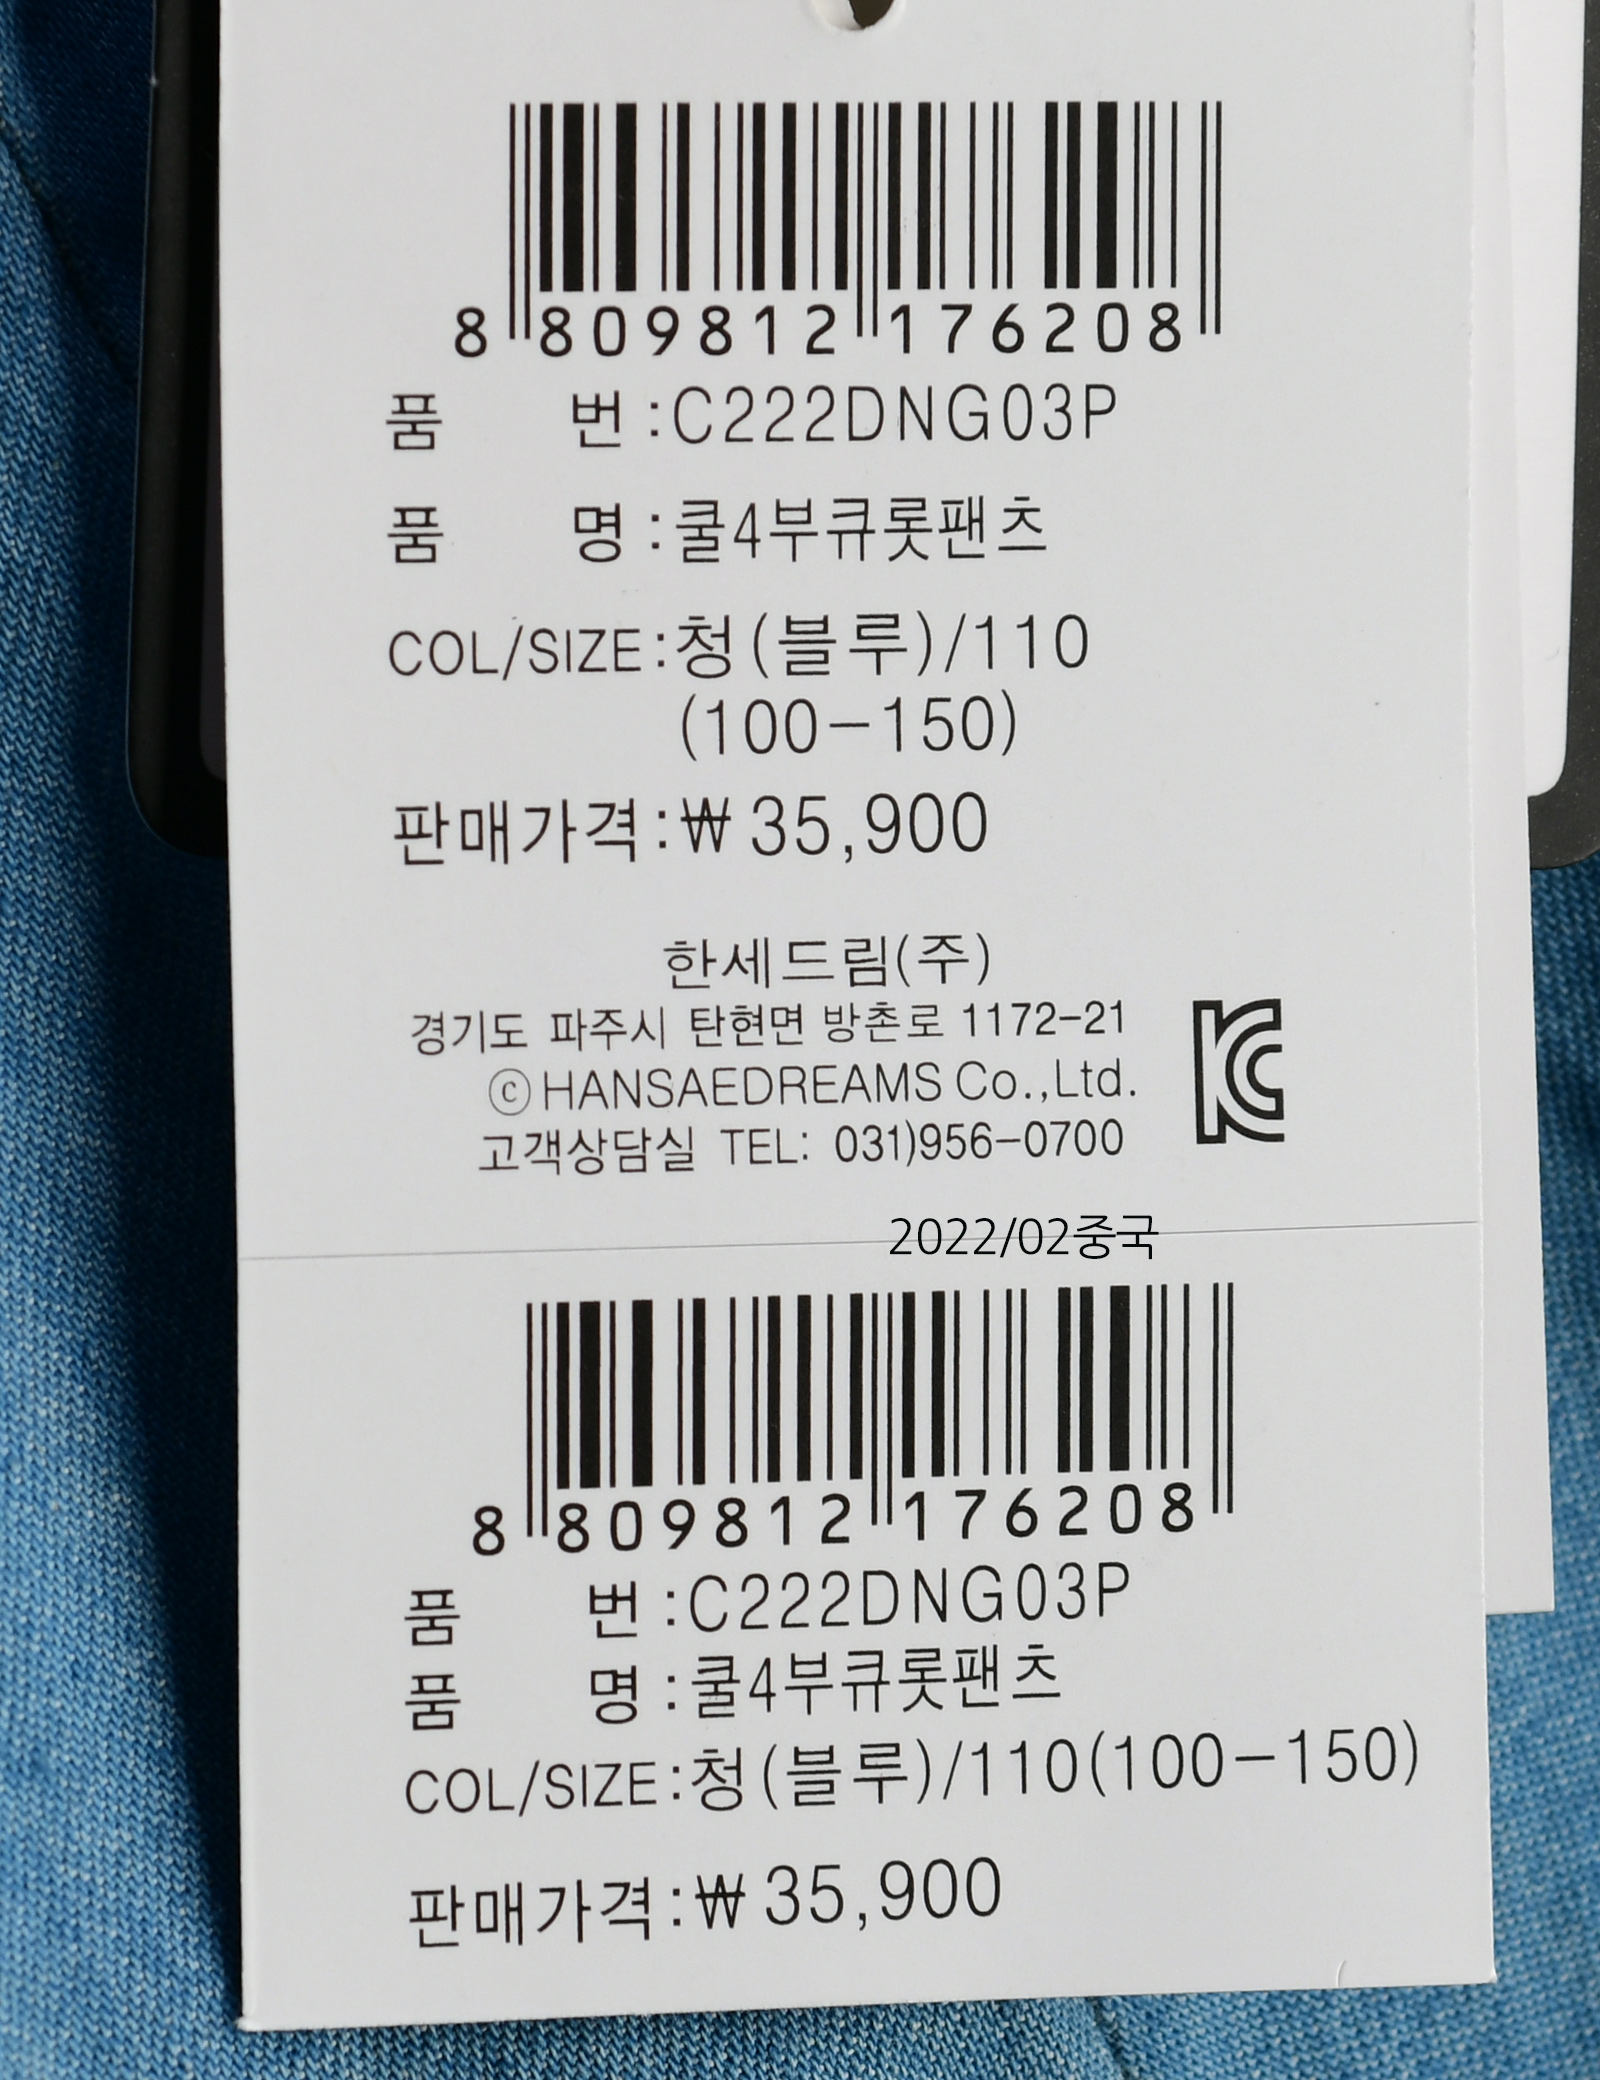 8 809812 176208
품 번 :C222DNG03P
품 명 :쿨4부큐롯팬츠
COL/SIZE:청(블루)/110
(100-150)
판매가격:₩ 35,900
한세드림(주)
경기도 파주시 탄현면 방촌로 1172-21
ⓒHANSAEDREAMS Co.,Ltd.
고객상담실 TEL: 031)956-0700
KC
2022/02중국
8 809812 176208
품 번 :C222DNG03P
품 명 :쿨4부큐롯팬츠
COL/SIZE:청(블루)/110(100-150)
판매가격:₩ 35,900